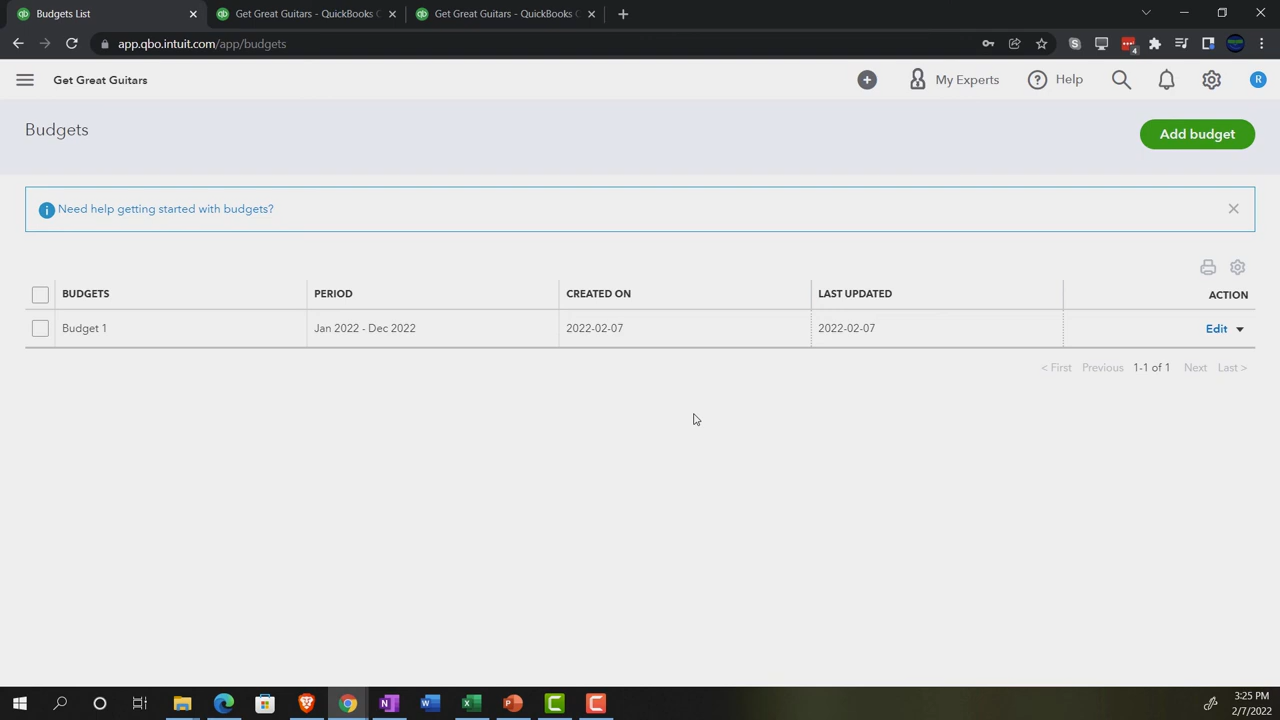 Budgets List
Get Great Guitars - QuickBooks C
Get Great Guitars - QuickBooks C
app.qbo.intuit.com/app/budgets
4
Get Great Guitars
My Experts
Help
R
Budgets
Add budget
Need help getting started with budgets?
BUDGETS PERIOD CREATED ON LAST UPDATED ACTION
Budget 1 Jan 2022 - Dec 2022 2022-02-07 2022-02-07 Edit
< First Previous 1-1 of 1 Next Last >
3:25 PM
2/7/2022